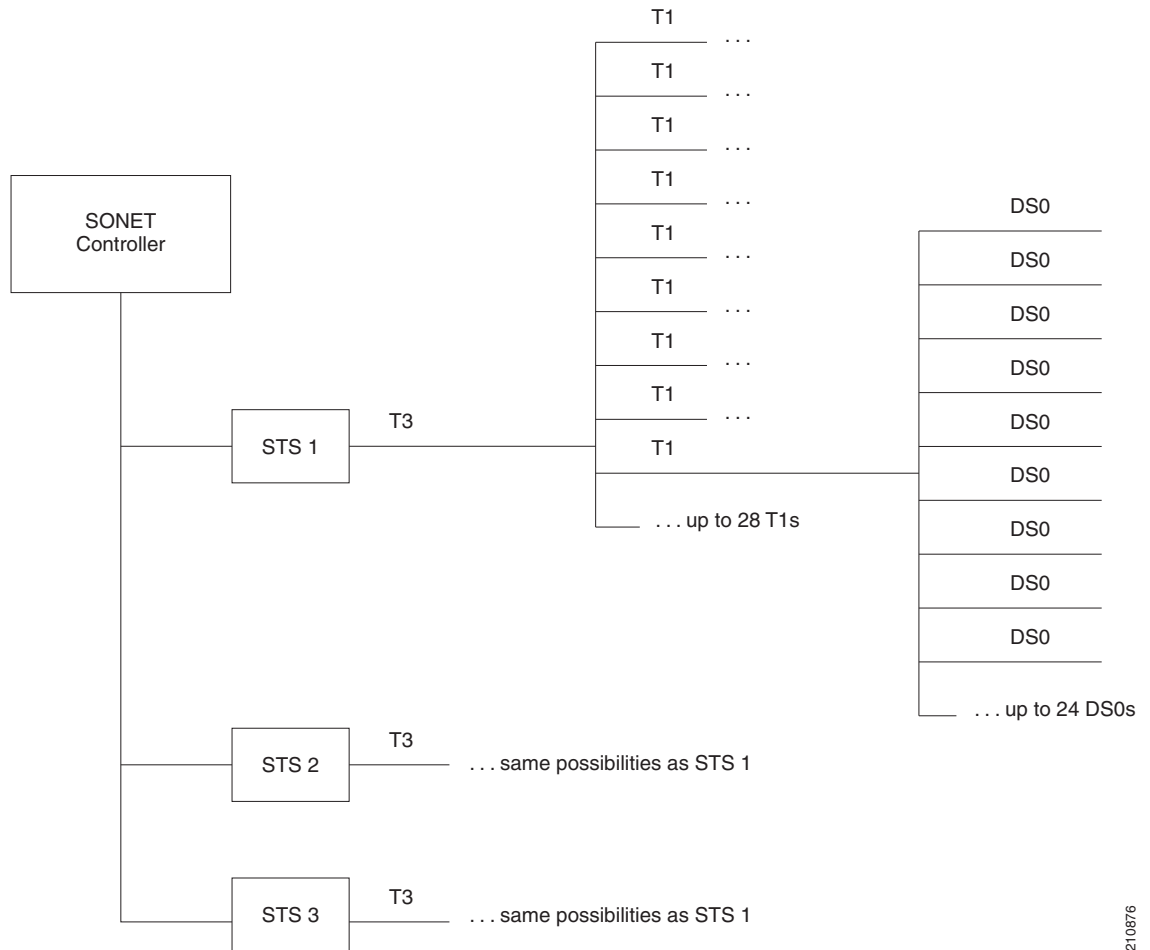 T1
. . .
T1
. . .
T1
. . .
T1
. . .
T1
. . .
T1
. . .
T1
. . .
T1
. . .
T1
. . . up to 28 T1s
SONET
Controller
STS 1
T3
DS0
DS0
DS0
DS0
DS0
DS0
DS0
DS0
DS0
. . . up to 24 DS0s
STS 2
T3
. . . same possibilities as STS 1
STS 3
T3
. . . same possibilities as STS 1
210876